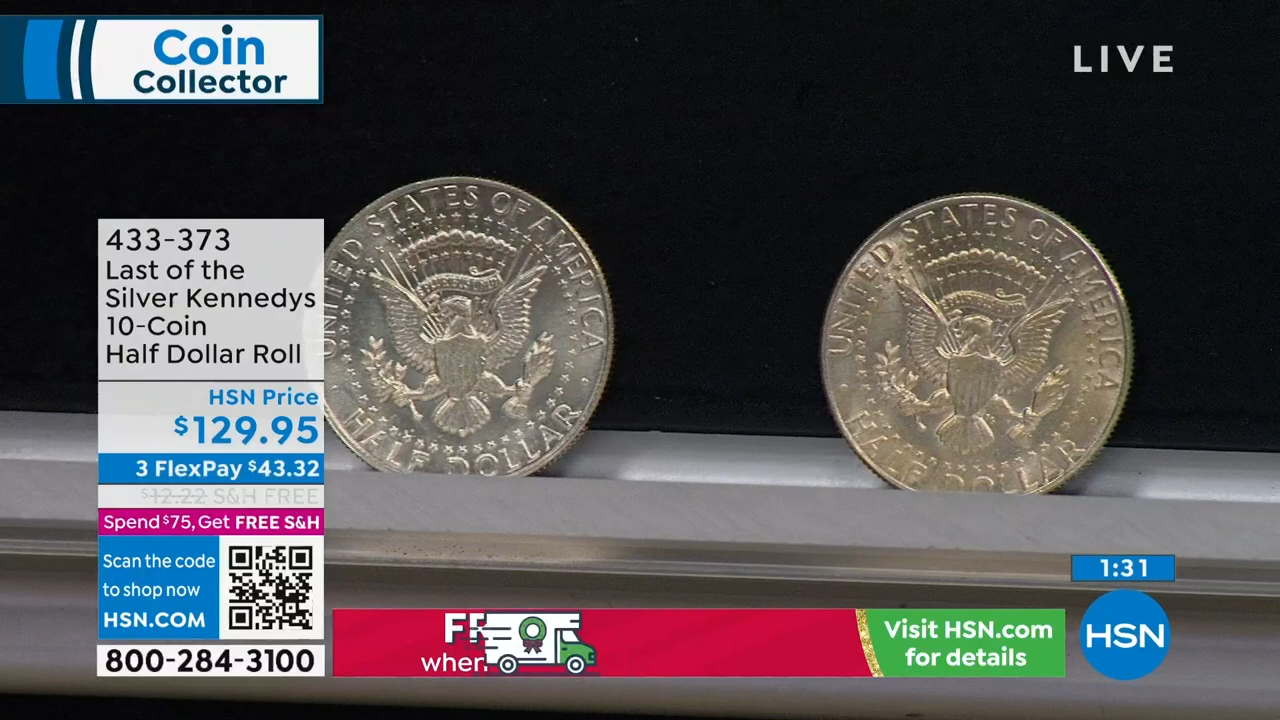 Coin
Collector
LIVE
433-373
Last of the
Silver Kennedys
10-Coin
Half Dollar Roll
HSN Price
$129.95
3 FlexPay $43.32
$12.22 S&H FREE
Spend $75, Get FREE S&H
Scan the code
to shop now
HSN.COM
800-284-3100
UNITED STATES OF AMERICA
HALF DOLLAR
UNITED STATES OF AMERICA
HALF DOLLAR
1:31
HSN
Visit HSN.com
for details